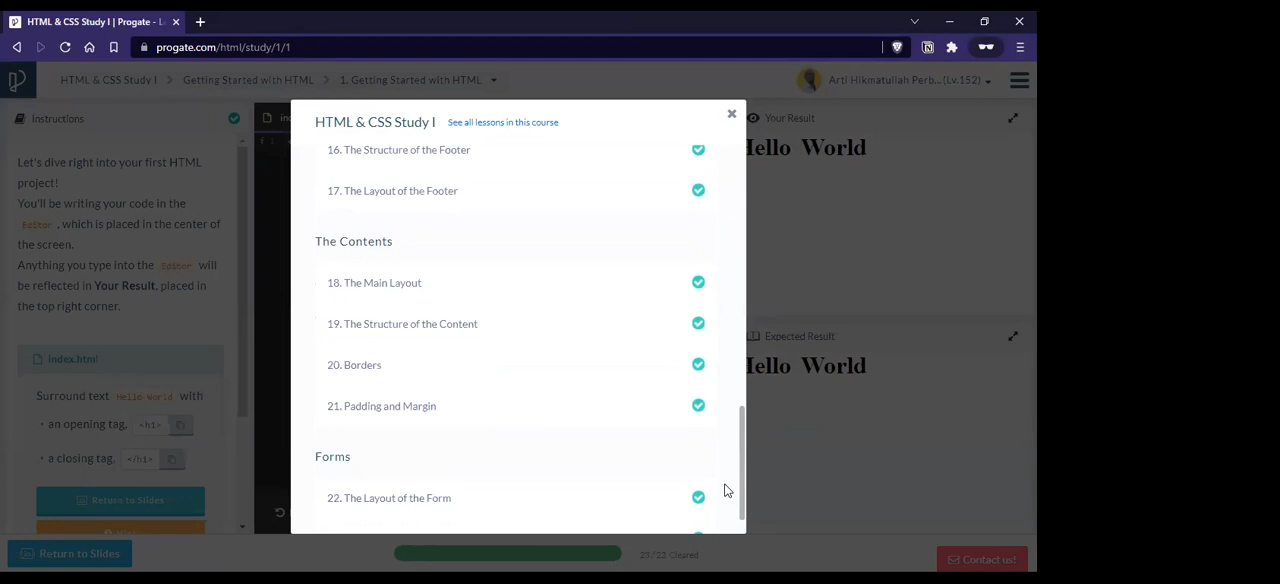 HTML & CSS Study I | Progate - L
progate.com/html/study/1/1
HTML & CSS Study I
Getting Started with HTML
1. Getting Started with HTML
Arti Hikmatullah Perb...(Lv.152)
Instructions
Let's dive right into your first HTML
project!
You'll be writing your code in the
Editor , which is placed in the center of
the screen.
Anything you type into the Editor will
be reflected in Your Result, placed in
the top right corner.
index.html
Surround text Hello World with
• an opening tag, <h1>
• a closing tag, </h1>
Return to Slides
HTML & CSS Study I
See all lessons in this course
16. The Structure of the Footer
17. The Layout of the Footer
The Contents
18. The Main Layout
19. The Structure of the Content
20. Borders
21. Padding and Margin
Forms
22. The Layout of the Form
Your Result
Hello World
Expected Result
Hello World
Return to Slides
23 / 22 Cleared
Contact us!